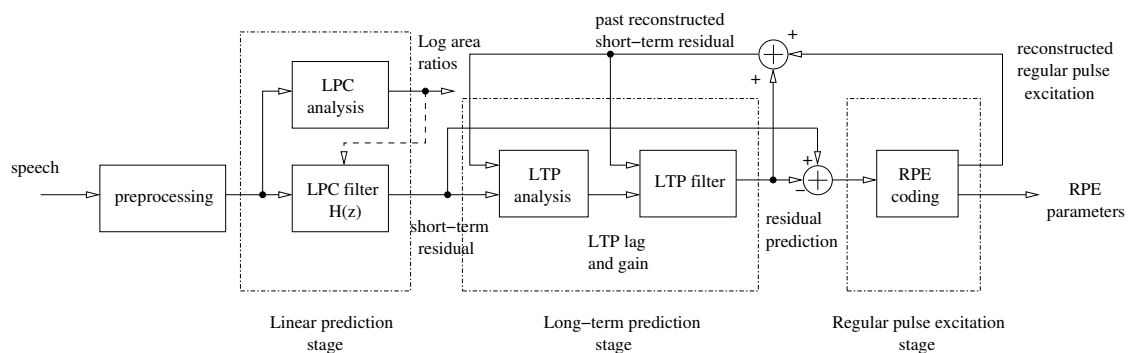 past reconstructed
short−term residual
+
+
reconstructed
regular pulse
excitation
Log area
ratios
LPC
analysis
speech
preprocessing
LPC filter
H(z)
short−term
residual
LTP
analysis
LTP filter
LTP lag
and gain
+
−
+
+
residual
prediction
RPE
coding
RPE
parameters
Linear prediction
stage
Long−term prediction
stage
Regular pulse excitation
stage